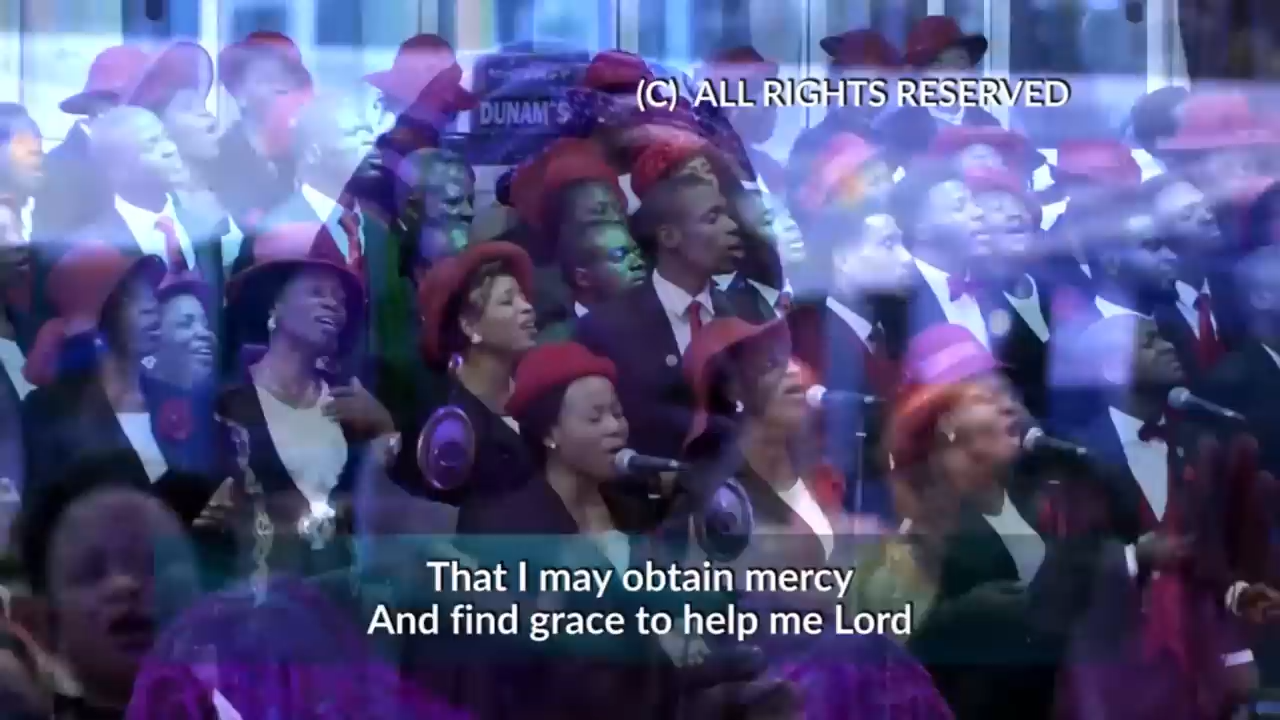 DUNAM'S
(C) ALL RIGHTS RESERVED
That I may obtain mercy
And find grace to help me Lord